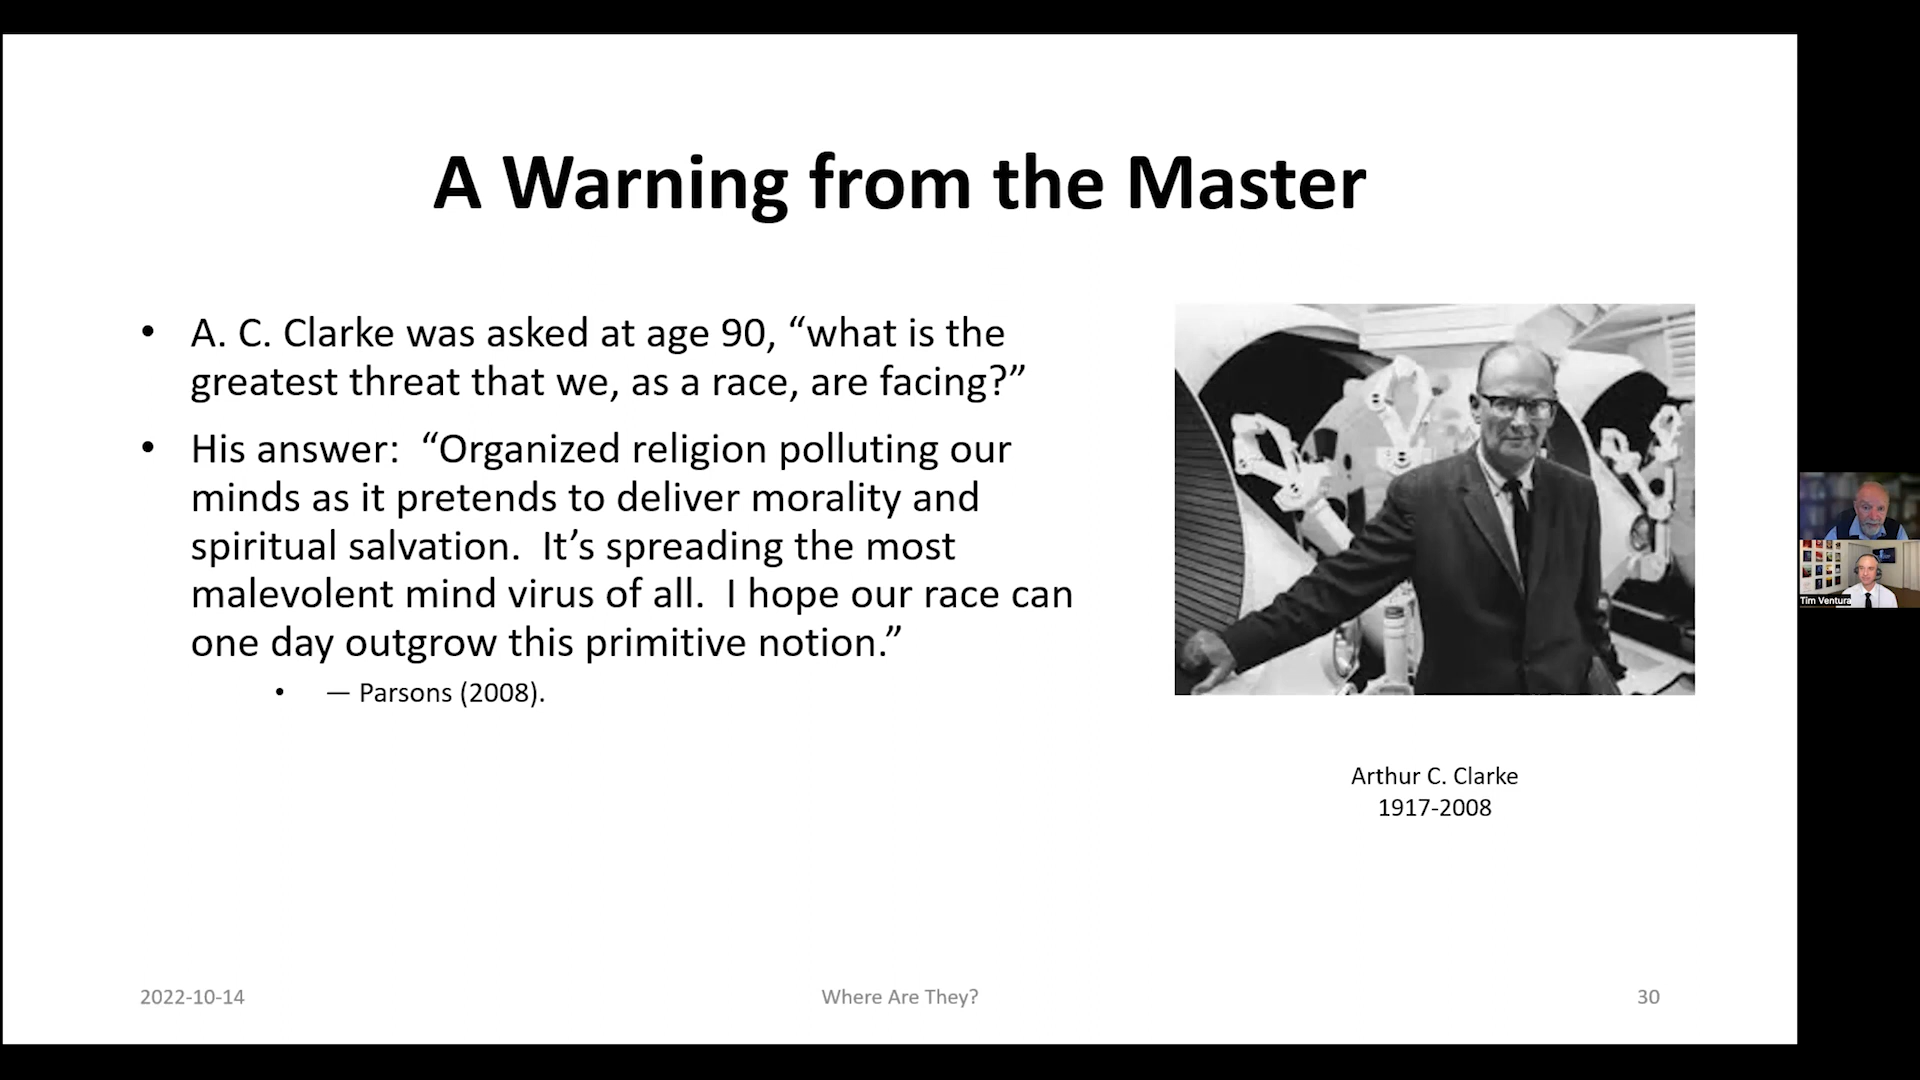 A Warning from the Master
• A. C. Clarke was asked at age 90, “what is the
greatest threat that we, as a race, are facing?”
• His answer:  “Organized religion polluting our
minds as it pretends to deliver morality and
spiritual salvation.  It’s spreading the most
malevolent mind virus of all.  I hope our race can
one day outgrow this primitive notion.”
• — Parsons (2008).
Arthur C. Clarke
1917-2008
Tim Ventura
2022-10-14
Where Are They?
30